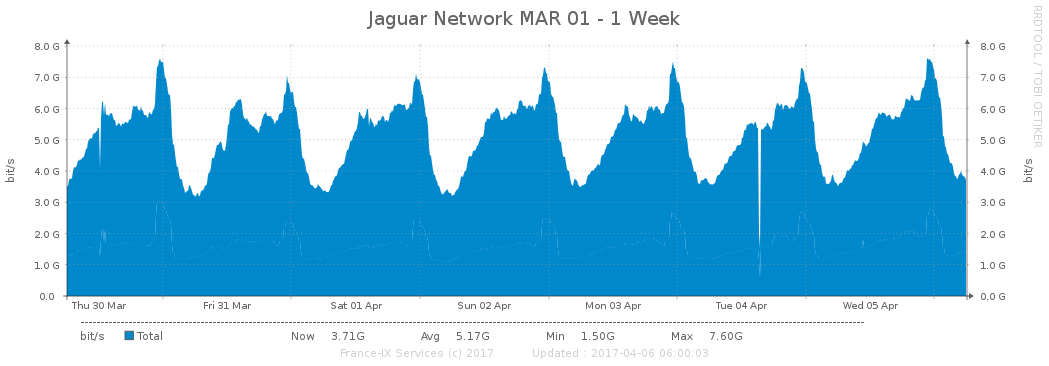 Jaguar Network MAR 01 - 1 Week
RRDTOOL / TOBI OETIKER
8.0 G 8.0 G
7.0 G 7.0 G
6.0 G 6.0 G
5.0 G 5.0 G
4.0 G 4.0 G
3.0 G 3.0 G
2.0 G 2.0 G
1.0 G 1.0 G
0.0 0.0 G
bit/s
bit/s
Thu 30 Mar Fri 31 Mar Sat 01 Apr Sun 02 Apr Mon 03 Apr Tue 04 Apr Wed 05 Apr
bit/s Total Now 3.71G Avg 5.17G Min 1.50G Max 7.60G
France-IX Services (c) 2017 Updated : 2017-04-06 06:00:03